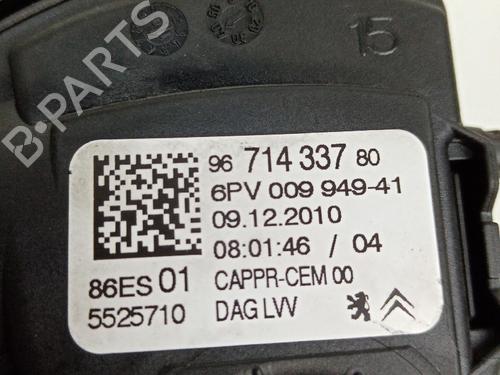 15
96 714 337 80
6PV 009 949-41
09.12.2010
08:01:46 / 04
86ES 01 CAPPR-CEM 00
5525710 DAG LVV
B-PARTS